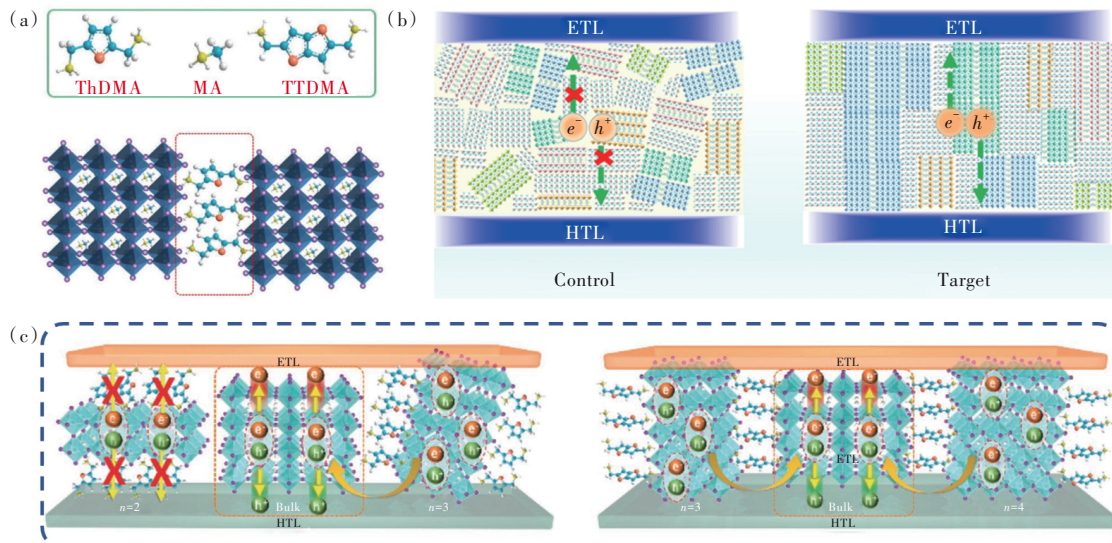 (a)
ThDMA MA TTDMA
(b)
ETL ETL
e⁻ h⁺ e⁻ h⁺
HTL HTL
Control Target
(c)
ETL ETL
e⁻ e⁻ e⁻ e⁻ e⁻ e⁻
h⁺ h⁺
e⁻ e⁻ e⁻ e⁻ e⁻ e⁻ e⁻ e⁻
h⁺ h⁺ h⁺ h⁺ h⁺ h⁺ h⁺ h⁺
ETL
e⁻ e⁻
h⁺ h⁺
n=2 h⁺ Bulk h⁺ n=3 n=3 h⁺ Bulk h⁺ n=4
HTL HTL